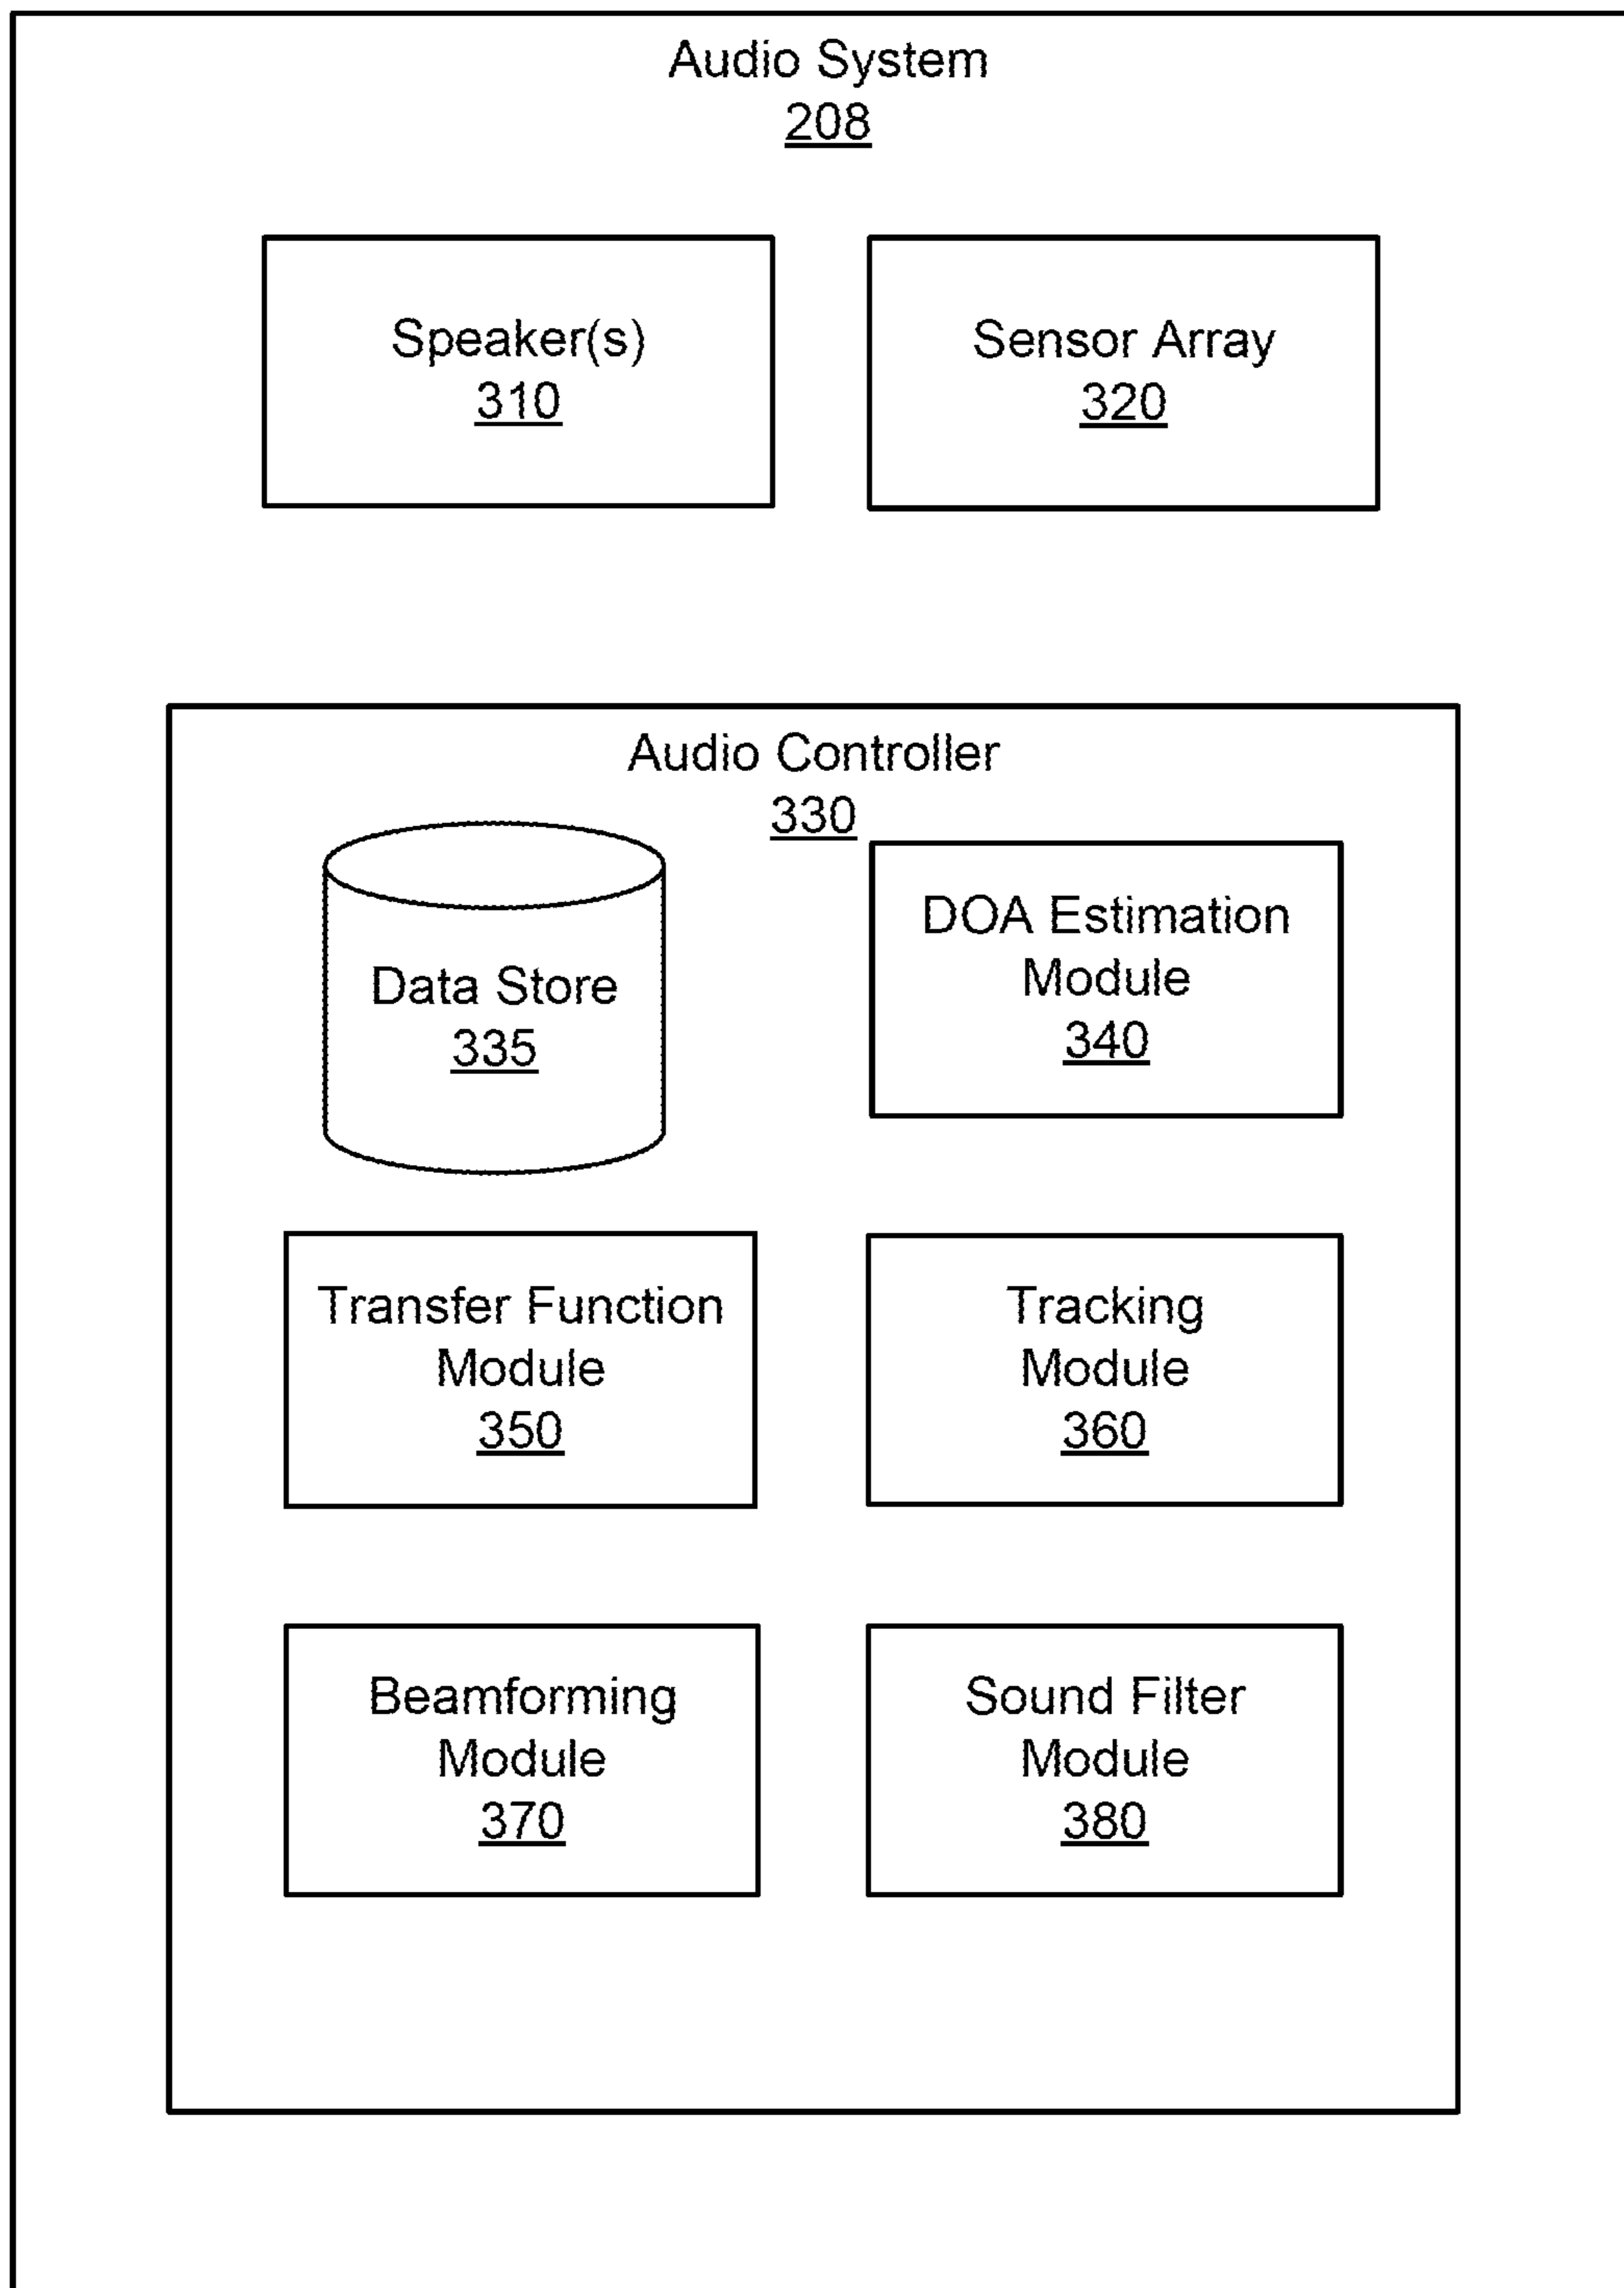 Audio System
208
Speaker(s)
310
Sensor Array
320
Audio Controller
330
Data Store
335
DOA Estimation
Module
340
Transfer Function
Module
350
Tracking
Module
360
Beamforming
Module
370
Sound Filter
Module
380